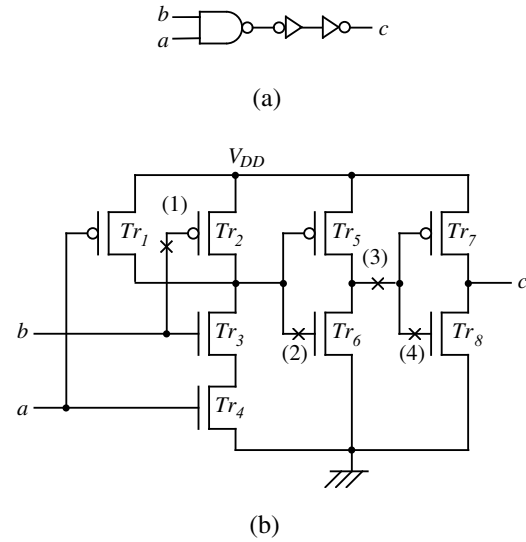 b
a
c
(a)
V_DD
(1)
Tr_1
Tr_2
Tr_5
(3)
Tr_7
c
b
Tr_3
(2)
Tr_6
(4)
Tr_8
a
Tr_4
(b)